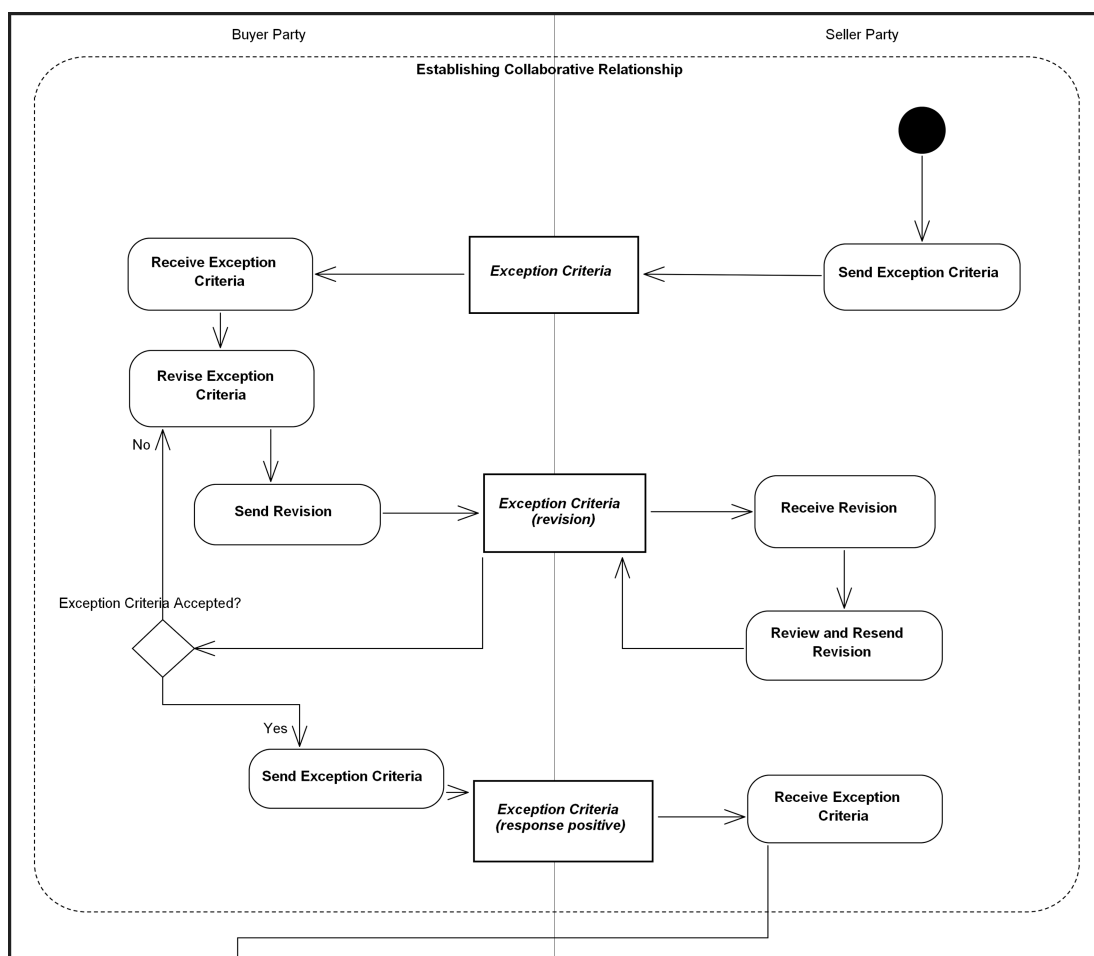 Buyer Party
Seller Party
Establishing Collaborative Relationship
Receive Exception
Criteria
Exception Criteria
Send Exception Criteria
Revise Exception
Criteria
No
Send Revision
Exception Criteria
(revision)
Receive Revision
Exception Criteria Accepted?
Review and Resend
Revision
Yes
Send Exception Criteria
Exception Criteria
(response positive)
Receive Exception
Criteria